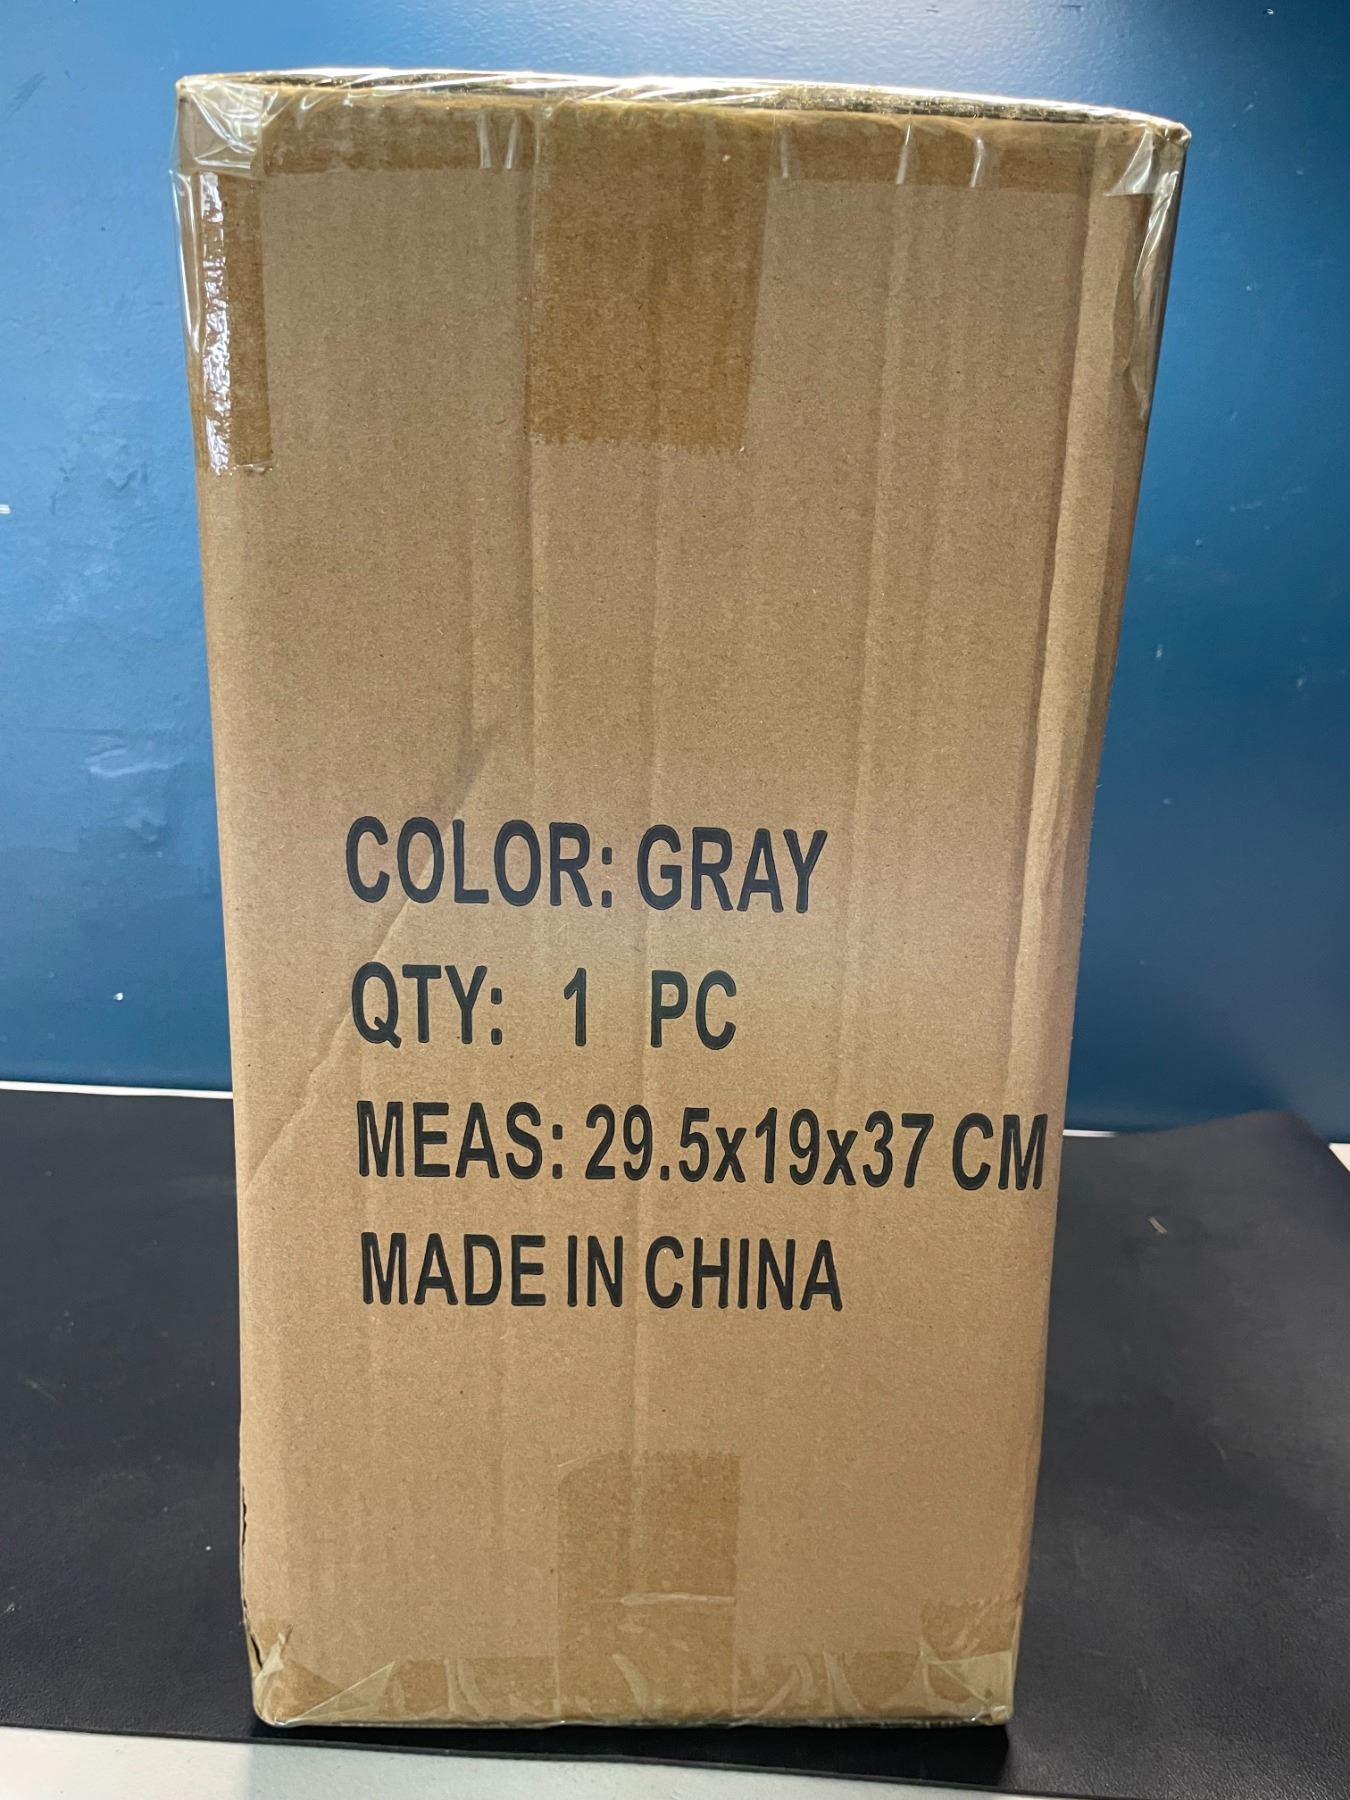 COLOR: GRAY
QTY: 1 PC
MEAS: 29.5x19x37 CM
MADE IN CHINA